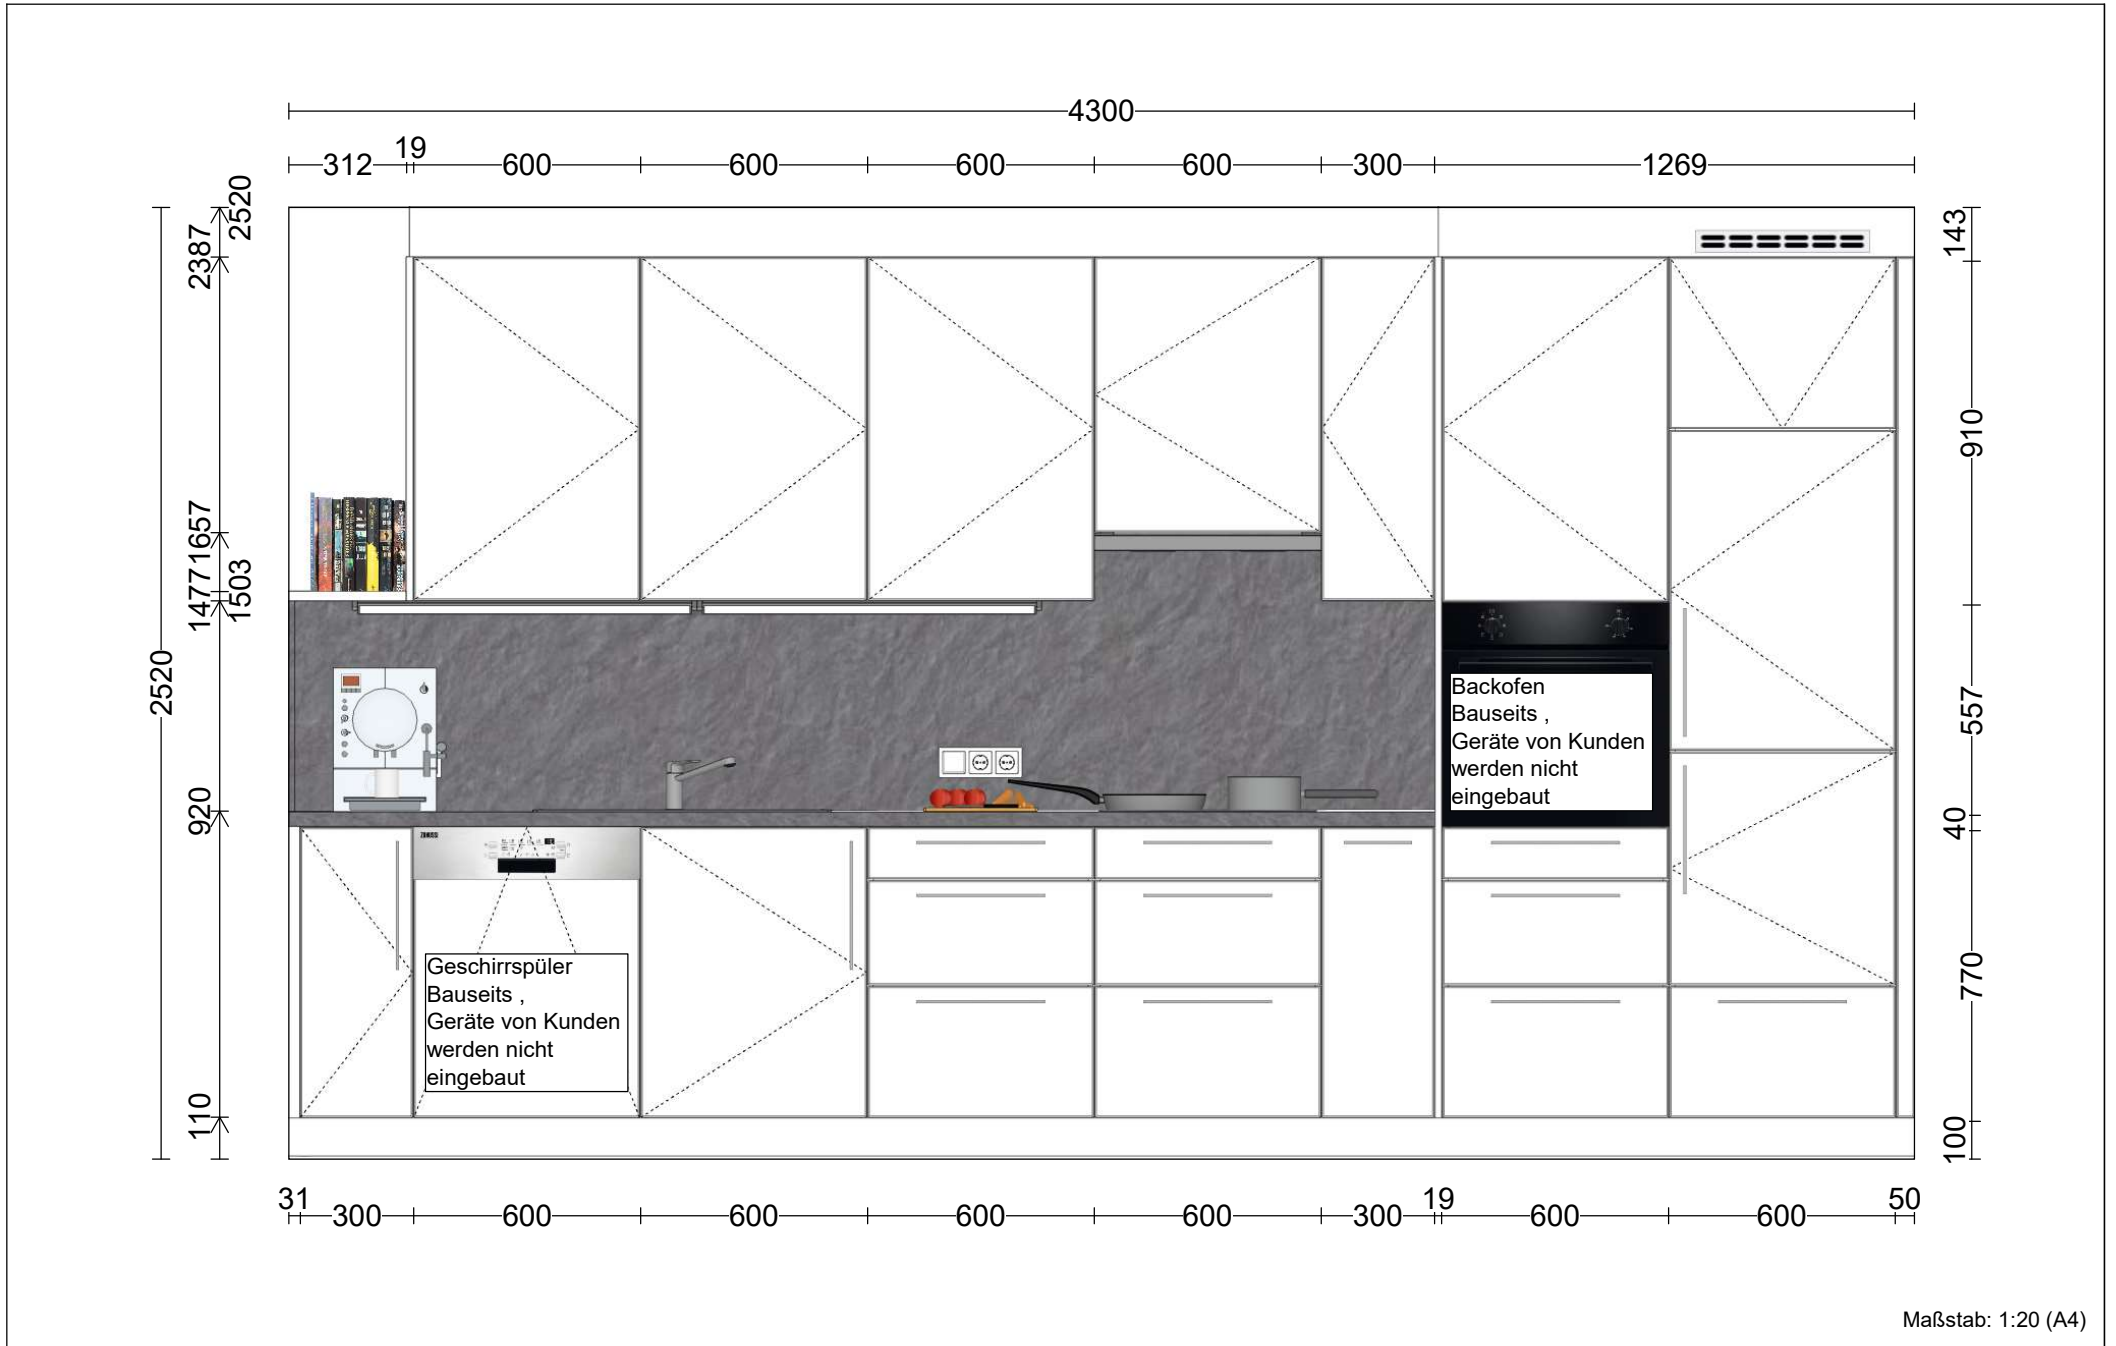 4300
312 19 600 600 600 600 300 1269
2520
2387
1657
1503
1477
920
110
2520
143
910
557
40
770
100
Backofen
Bauseits ,
Geräte von Kunden
werden nicht
eingebaut
Geschirrspüler
Bauseits ,
Geräte von Kunden
werden nicht
eingebaut
31 300 600 600 600 600 300 19 600 600 50
Maßstab: 1:20 (A4)